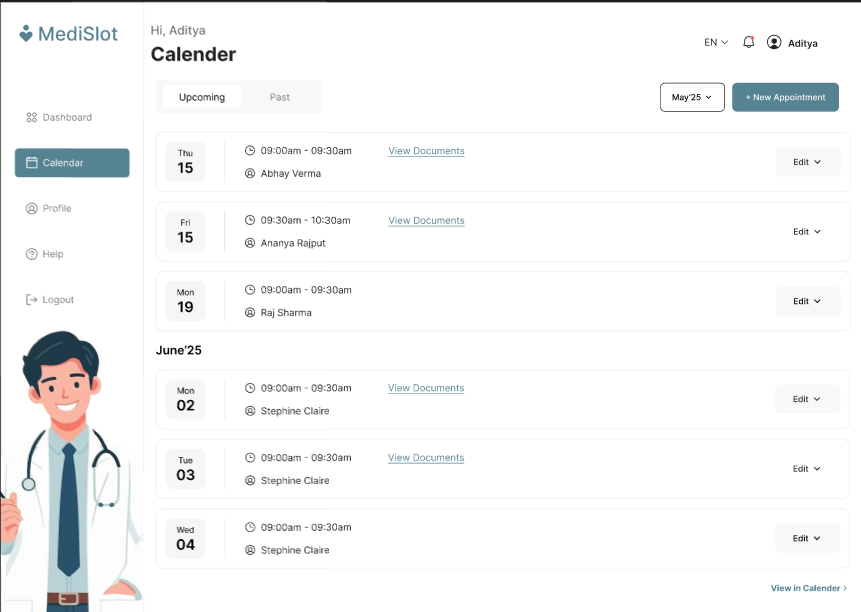 MediSlot
Hi, Aditya
Calender
EN
Aditya
Dashboard
Calendar
Profile
Help
Logout
Upcoming
Past
May'25
+ New Appointment
Thu
15
09:00am - 09:30am
View Documents
Abhay Verma
Edit
Fri
15
09:30am - 10:30am
View Documents
Ananya Rajput
Edit
Mon
19
09:00am - 09:30am
Raj Sharma
Edit
June'25
Mon
02
09:00am - 09:30am
View Documents
Stephine Claire
Edit
Tue
03
09:00am - 09:30am
View Documents
Stephine Claire
Edit
Wed
04
09:00am - 09:30am
Stephine Claire
Edit
View in Calender